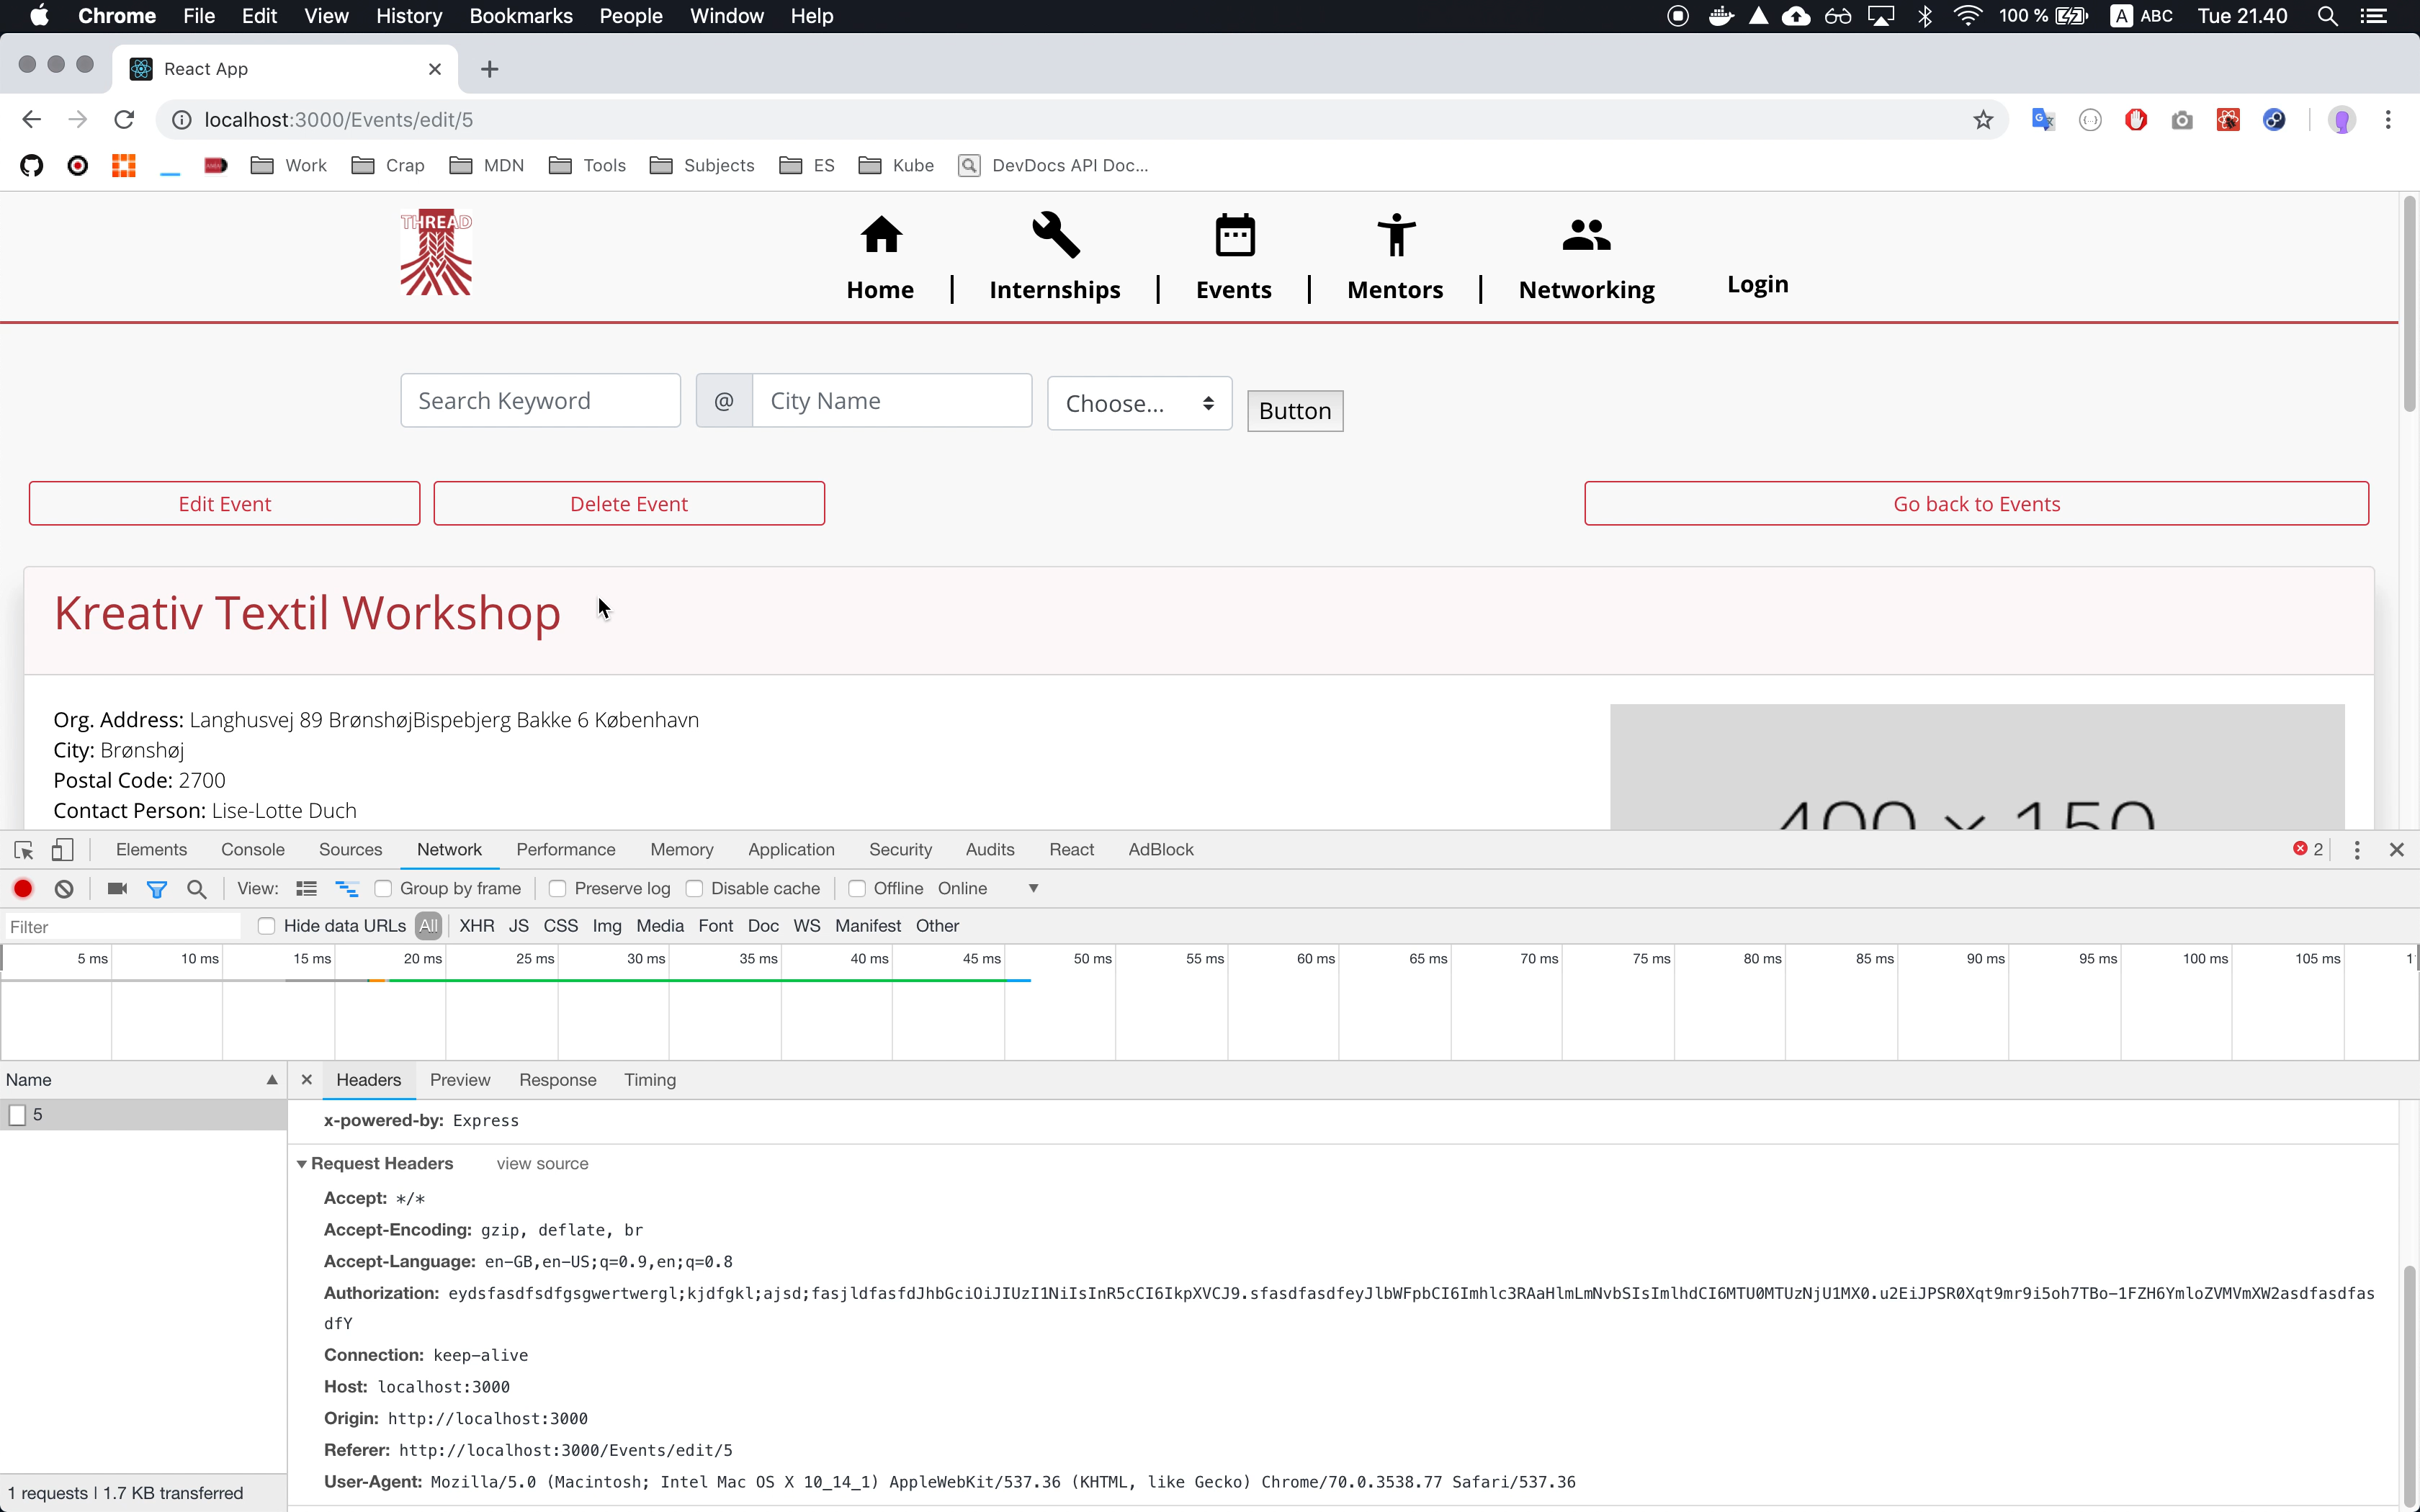 Chrome File Edit View History Bookmarks People Window Help 100 % A ABC Tue 21.40
React App
localhost:3000/Events/edit/5
Work Crap MDN Tools Subjects ES Kube DevDocs API Doc...
THREAD
Home | Internships | Events | Mentors | Networking Login
Search Keyword @ City Name Choose... Button
Edit Event Delete Event Go back to Events
Kreativ Textil Workshop
Org. Address: Langhusvej 89 BrønshøjBispebjerg Bakke 6 København
City: Brønshøj
Postal Code: 2700
Contact Person: Lise-Lotte Duch
400 × 150
Elements Console Sources Network Performance Memory Application Security Audits React AdBlock 2
View: Group by frame Preserve log Disable cache Offline Online
Filter Hide data URLs All XHR JS CSS Img Media Font Doc WS Manifest Other
5 ms 10 ms 15 ms 20 ms 25 ms 30 ms 35 ms 40 ms 45 ms 50 ms 55 ms 60 ms 65 ms 70 ms 75 ms 80 ms 85 ms 90 ms 95 ms 100 ms 105 ms
Name Headers Preview Response Timing
5
x-powered-by: Express
Request Headers view source
Accept: */*
Accept-Encoding: gzip, deflate, br
Accept-Language: en-GB,en-US;q=0.9,en;q=0.8
Authorization: eydsfasdfsdfgsgwertwergl;kjdfgkl;ajsd;fasjldfasfdJhbGciOiJIUzI1NiIsInR5cCI6IkpXVCJ9.sfasdfasdfeyJlbWFpbCI6Imhlc3RAaHlmLmNvbSIsImlhdCI6MTU0MTUzNjU1MX0.u2EiJPSR0Xqt9mr9i5oh7TBo-1FZH6YmloZVMVmXW2asdfasdfas
dfY
Connection: keep-alive
Host: localhost:3000
Origin: http://localhost:3000
Referer: http://localhost:3000/Events/edit/5
User-Agent: Mozilla/5.0 (Macintosh; Intel Mac OS X 10_14_1) AppleWebKit/537.36 (KHTML, like Gecko) Chrome/70.0.3538.77 Safari/537.36
1 requests | 1.7 KB transferred